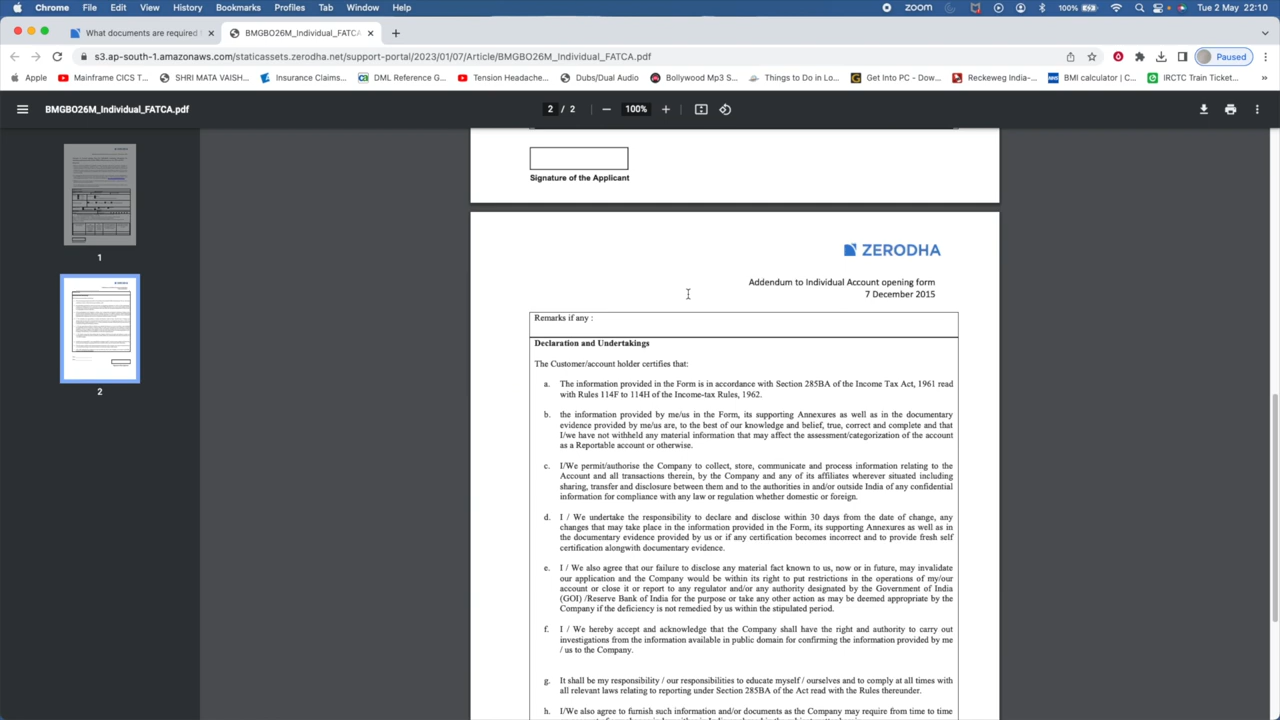 Chrome File Edit View History Bookmarks Profiles Tab Window Help ZOOM 100% Tue 2 May 22:10
What documents are required BMGBO26M_Individual_FATCA.p
s3.ap-south-1.amazonaws.com/staticassets.zerodha.net/support-portal/2023/01/07/Article/BMGBO26M_Individual_FATCA.pdf Paused
Apple Mainframe CICS T... SHRI MATA VAISH... Insurance Claims... DML Reference G... Tension Headache... Dubs/Dual Audio Bollywood Mp3 S... Things to Do in Lo... Get Into PC - Dow... Reckeweg India-... BMI calculator | C... IRCTC Train Ticket... »
BMGBO26M_Individual_FATCA.pdf 2 / 2 100%
Signature of the Applicant
ZERODHA
Addendum to Individual Account opening form
7 December 2015
Remarks if any :
Declaration and Undertakings
The Customer/account holder certifies that:
a. The information provided in the Form is in accordance with Section 285BA of the Income Tax Act, 1961 read
with Rules 114F to 114H of the Income-tax Rules, 1962.
b. the information provided by me/us in the Form, its supporting Annexures as well as in the documentary
evidence provided by me/us are, to the best of our knowledge and belief, true, correct and complete and that
I/we have not withheld any material information that may affect the assessment/categorization of the account
as a Reportable account or otherwise.
c. I/We permit/authorise the Company to collect, store, communicate and process information relating to the
Account and all transactions therein, by the Company and any of its affiliates wherever situated including
sharing, transfer and disclosure between them and to the authorities in and/or outside India of any confidential
information for compliance with any law or regulation whether domestic or foreign.
d. I / We undertake the responsibility to declare and disclose within 30 days from the date of change, any
changes that may take place in the information provided in the Form, its supporting Annexures as well as in
the documentary evidence provided by us or if any certification becomes incorrect and to provide fresh self
certification alongwith documentary evidence.
e. I / We also agree that our failure to disclose any material fact known to us, now or in future, may invalidate
our application and the Company would be within its right to put restrictions in the operations of my/our
account or close it or report to any regulator and/or any authority designated by the Government of India
(GOI) /Reserve Bank of India for the purpose or take any other action as may be deemed appropriate by the
Company if the deficiency is not remedied by us within the stipulated period.
f. I / We hereby accept and acknowledge that the Company shall have the right and authority to carry out
investigations from the information available in public domain for confirming the information provided by me
/ us to the Company.
g. It shall be my responsibility / our responsibilities to educate myself / ourselves and to comply at all times with
all relevant laws relating to reporting under Section 285BA of the Act read with the Rules thereunder.
h. I/We also agree to furnish such information and/or documents as the Company may require from time to time
1
2